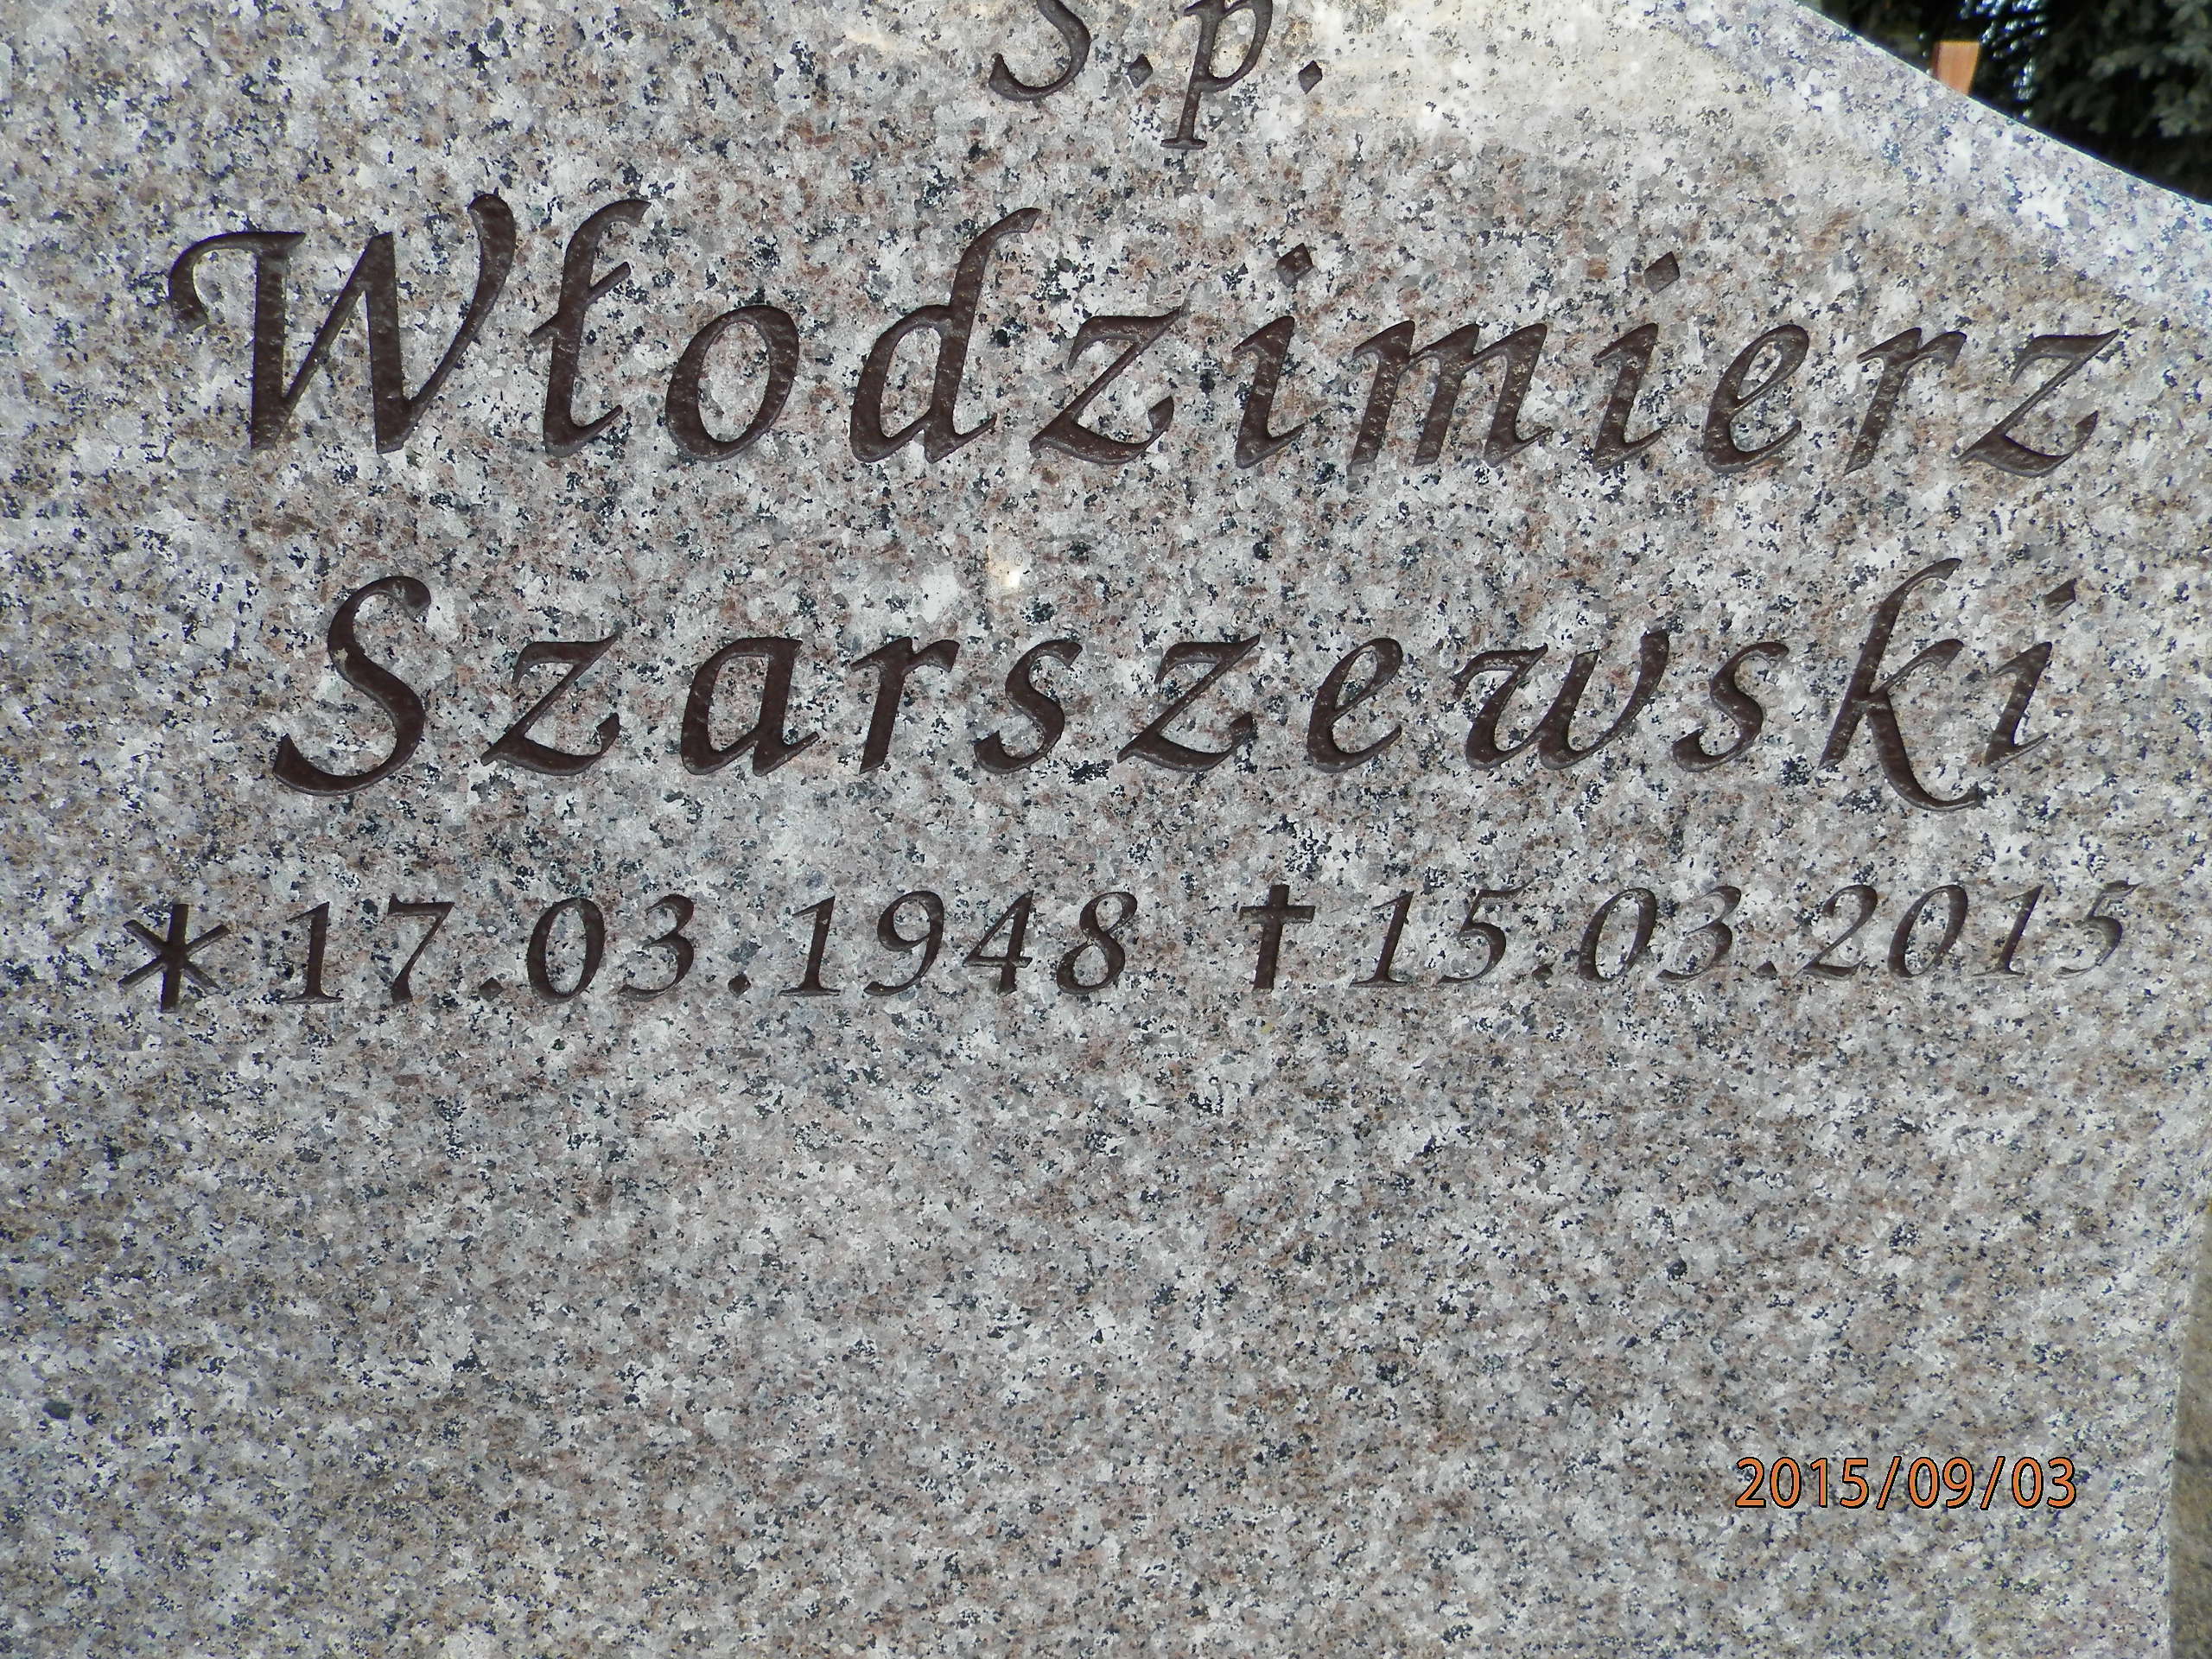 Ś.p.
Włodzimierz
Szarszewski
* 17.03.1948 † 15.03.2015
2015/09/03